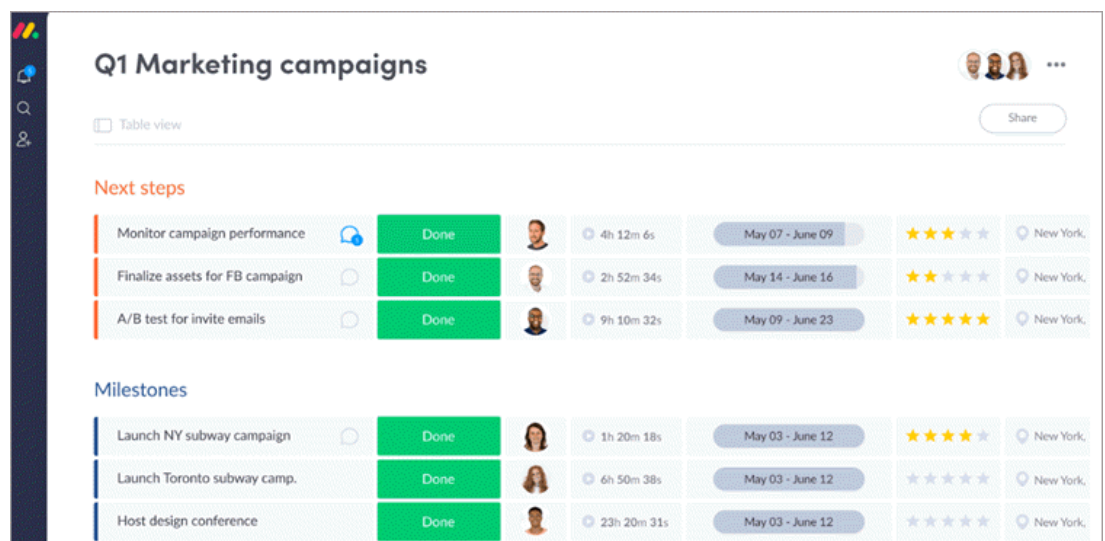 Q1 Marketing campaigns
Table view
Share
Next steps
Monitor campaign performance 1 Done 4h 12m 6s May 07 - June 09 New York,
Finalize assets for FB campaign Done 2h 52m 34s May 14 - June 16 New York,
A/B test for invite emails Done 9h 10m 32s May 09 - June 23 New York,
Milestones
Launch NY subway campaign Done 1h 20m 18s May 03 - June 12 New York,
Launch Toronto subway camp. Done 6h 50m 38s May 03 - June 12 New York,
Host design conference Done 23h 20m 31s May 03 - June 12 New York,